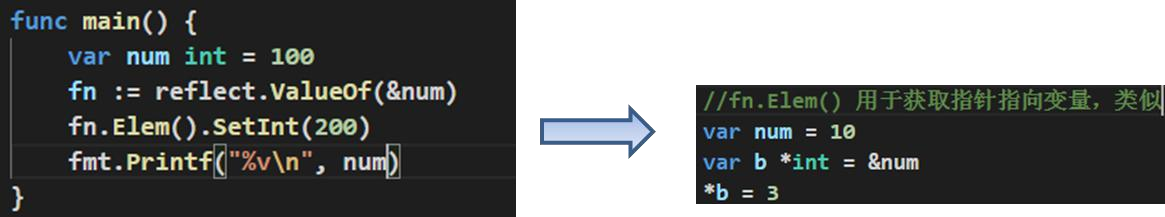 func main() {
    var num int = 100
    fn := reflect.ValueOf(&num)
    fn.Elem().SetInt(200)
    fmt.Printf("%v\n", num)
}
//fn.Elem() 用于获取指针指向变量，类似
var num = 10
var b *int = &num
*b = 3